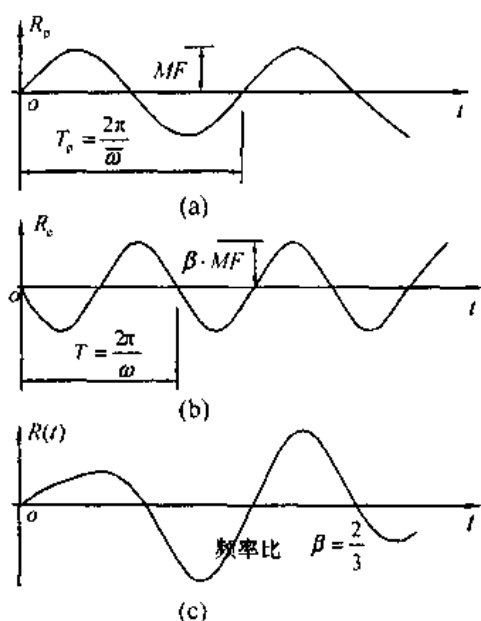 R_p
MF
o
t
T_p = 2π/ω̄
(a)
R_c
o
β · MF
t
T = 2π/ω
(b)
R(t)
o
t
频率比 β = 2/3
(c)